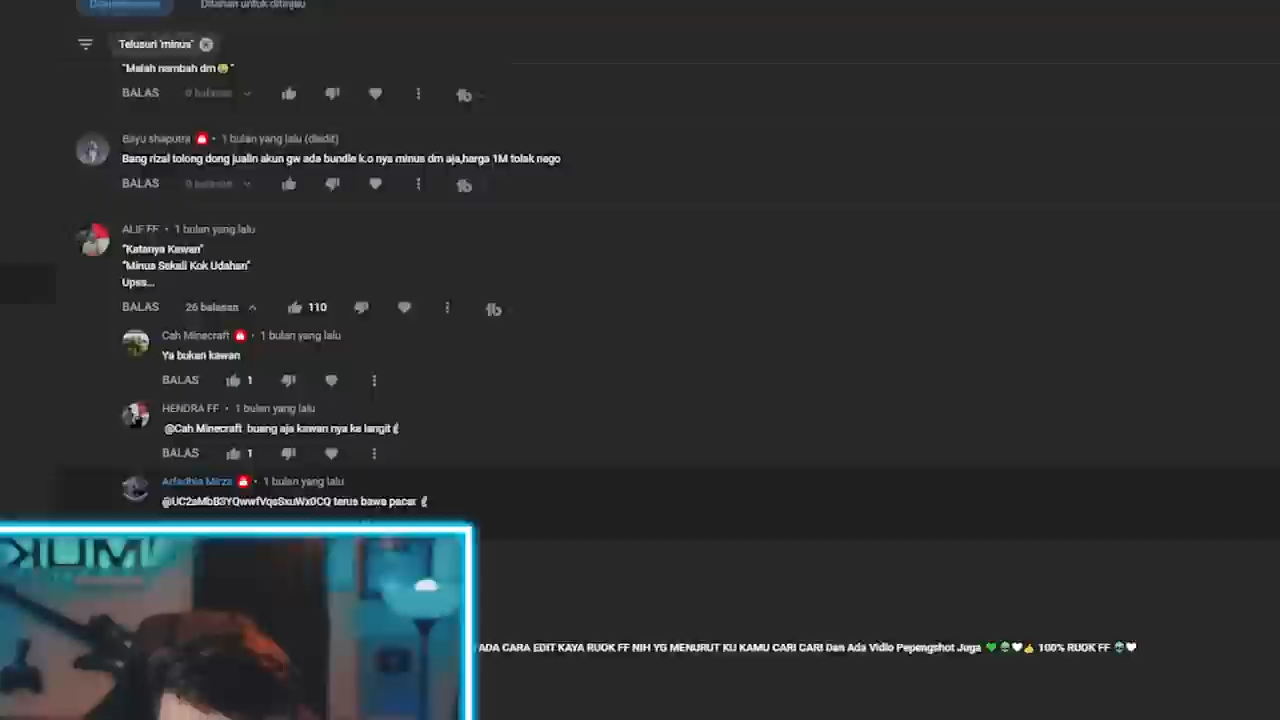 Ditahan untuk ditinjau
Telusuri 'minus'
"Malah nambah dm🤑"
BALAS 0 balasan
Bayu shaputra • 1 bulan yang lalu (diedit)
Bang rizal tolong dong jualin akun gw ada bundle k.o nya minus dm aja,harga 1M tolak nego
BALAS 0 balasan
ALIF FF • 1 bulan yang lalu
"Katanya Kawan"
"Minus Sekali Kok Udahan"
Upss...
BALAS 26 balasan 110
Cah Minecraft • 1 bulan yang lalu
Ya bukan kawan
BALAS 1
HENDRA FF • 1 bulan yang lalu
@Cah Minecraft buang aja kawan nya ke langit✌
BALAS 1
Arfadhia Mirza • 1 bulan yang lalu
terus bawa pacar ✌
ADA CARA EDIT KAYA RUOK FF NIH YG MENURUT KU KAMU CARI CARI Dan Ada Vidio Pepengshot Juga 💚👽🤍👍 100% RUOK FF 👽🤍